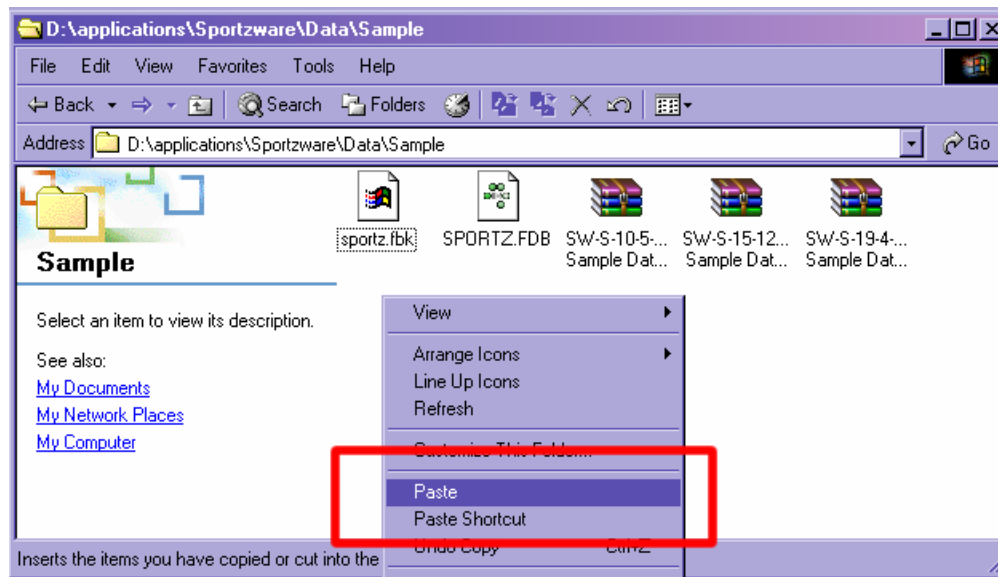 D:\applications\Sportzware\Data\Sample
File Edit View Favorites Tools Help
Back Search Folders
Address D:\applications\Sportzware\Data\Sample Go
sportz.fbk SPORTZ.FDB SW-S-10-5-... SW-S-15-12... SW-S-19-4-...
Sample Dat... Sample Dat... Sample Dat...
Sample
Select an item to view its description.
See also:
My Documents
My Network Places
My Computer
View
Arrange Icons
Line Up Icons
Refresh
Customize This Folder...
Paste
Paste Shortcut
Undo Copy Ctrl+Z
Inserts the items you have copied or cut into the